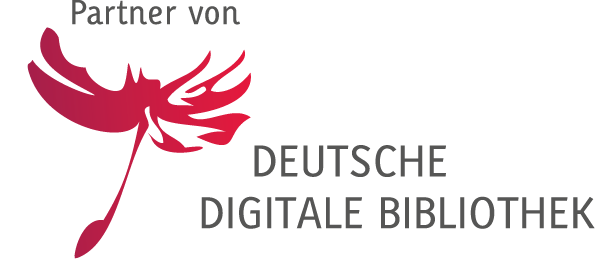 Partner von
DEUTSCHE
DIGITALE BIBLIOTHEK